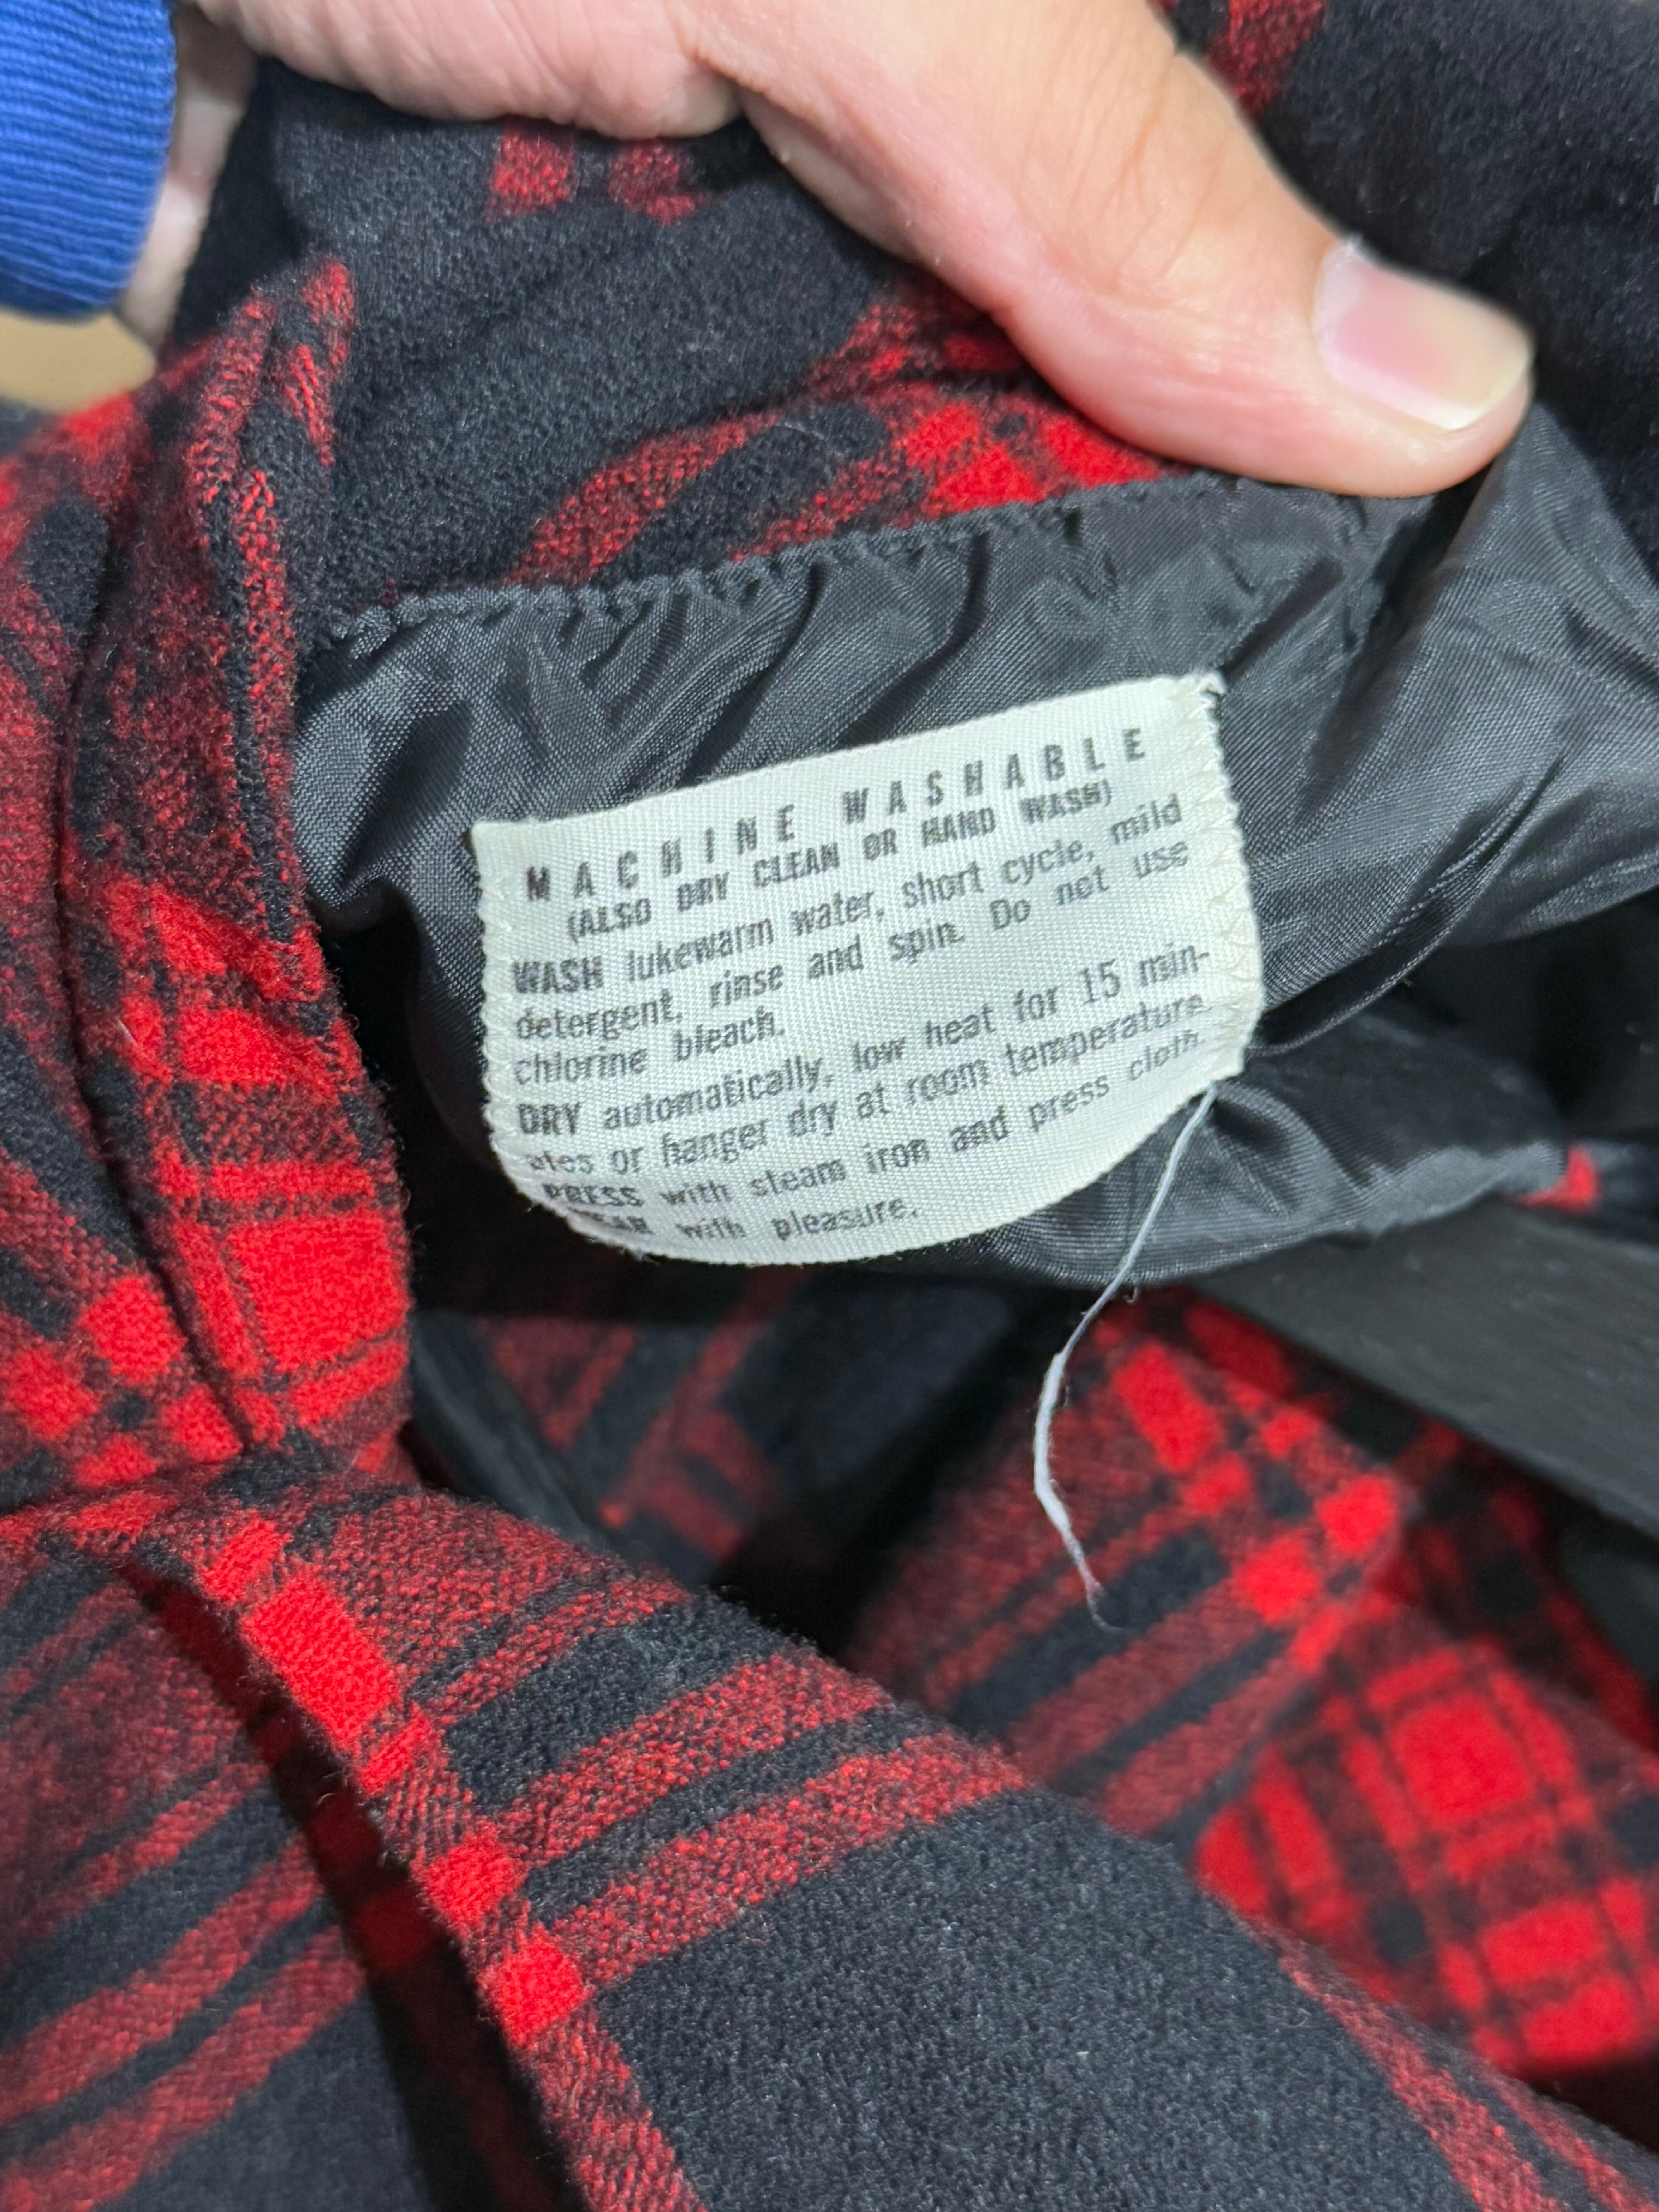 MACHINE WASHABLE
(ALSO DRY CLEAN OR HAND WASH)
WASH lukewarm water, short cycle, mild
detergent, rinse and spin. Do not use
chlorine bleach.
DRY automatically, low heat for 15 min-
utes or hanger dry at room temperature.
PRESS with steam iron and press cloth.
WEAR with pleasure.